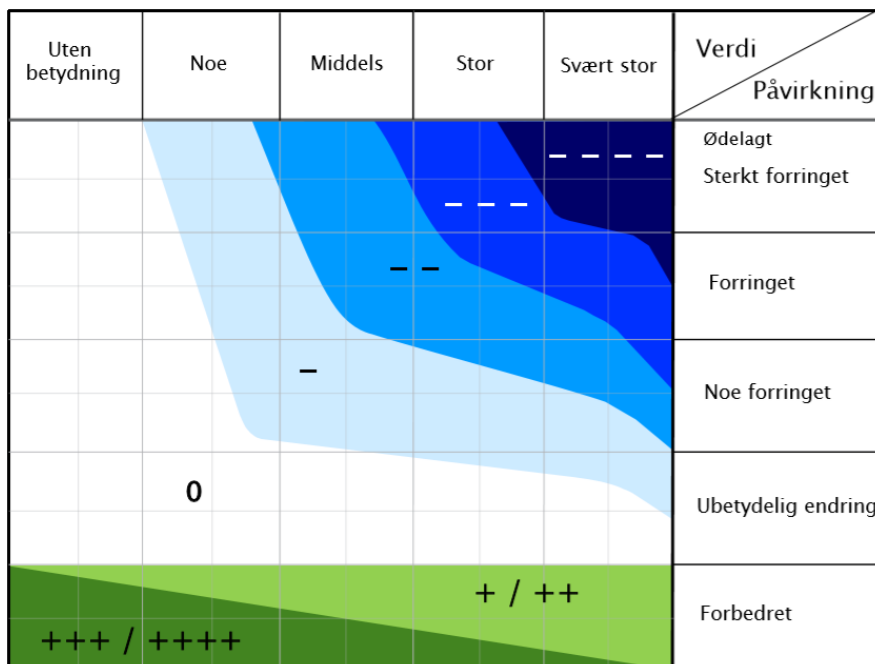 Uten
betydning
Noe
Middels
Stor
Svært stor
Verdi
Påvirkning
Ødelagt
Sterkt forringet
– – – –
– – –
Forringet
– –
Noe forringet
–
Ubetydelig endring
0
+ / ++
Forbedret
+++ / ++++